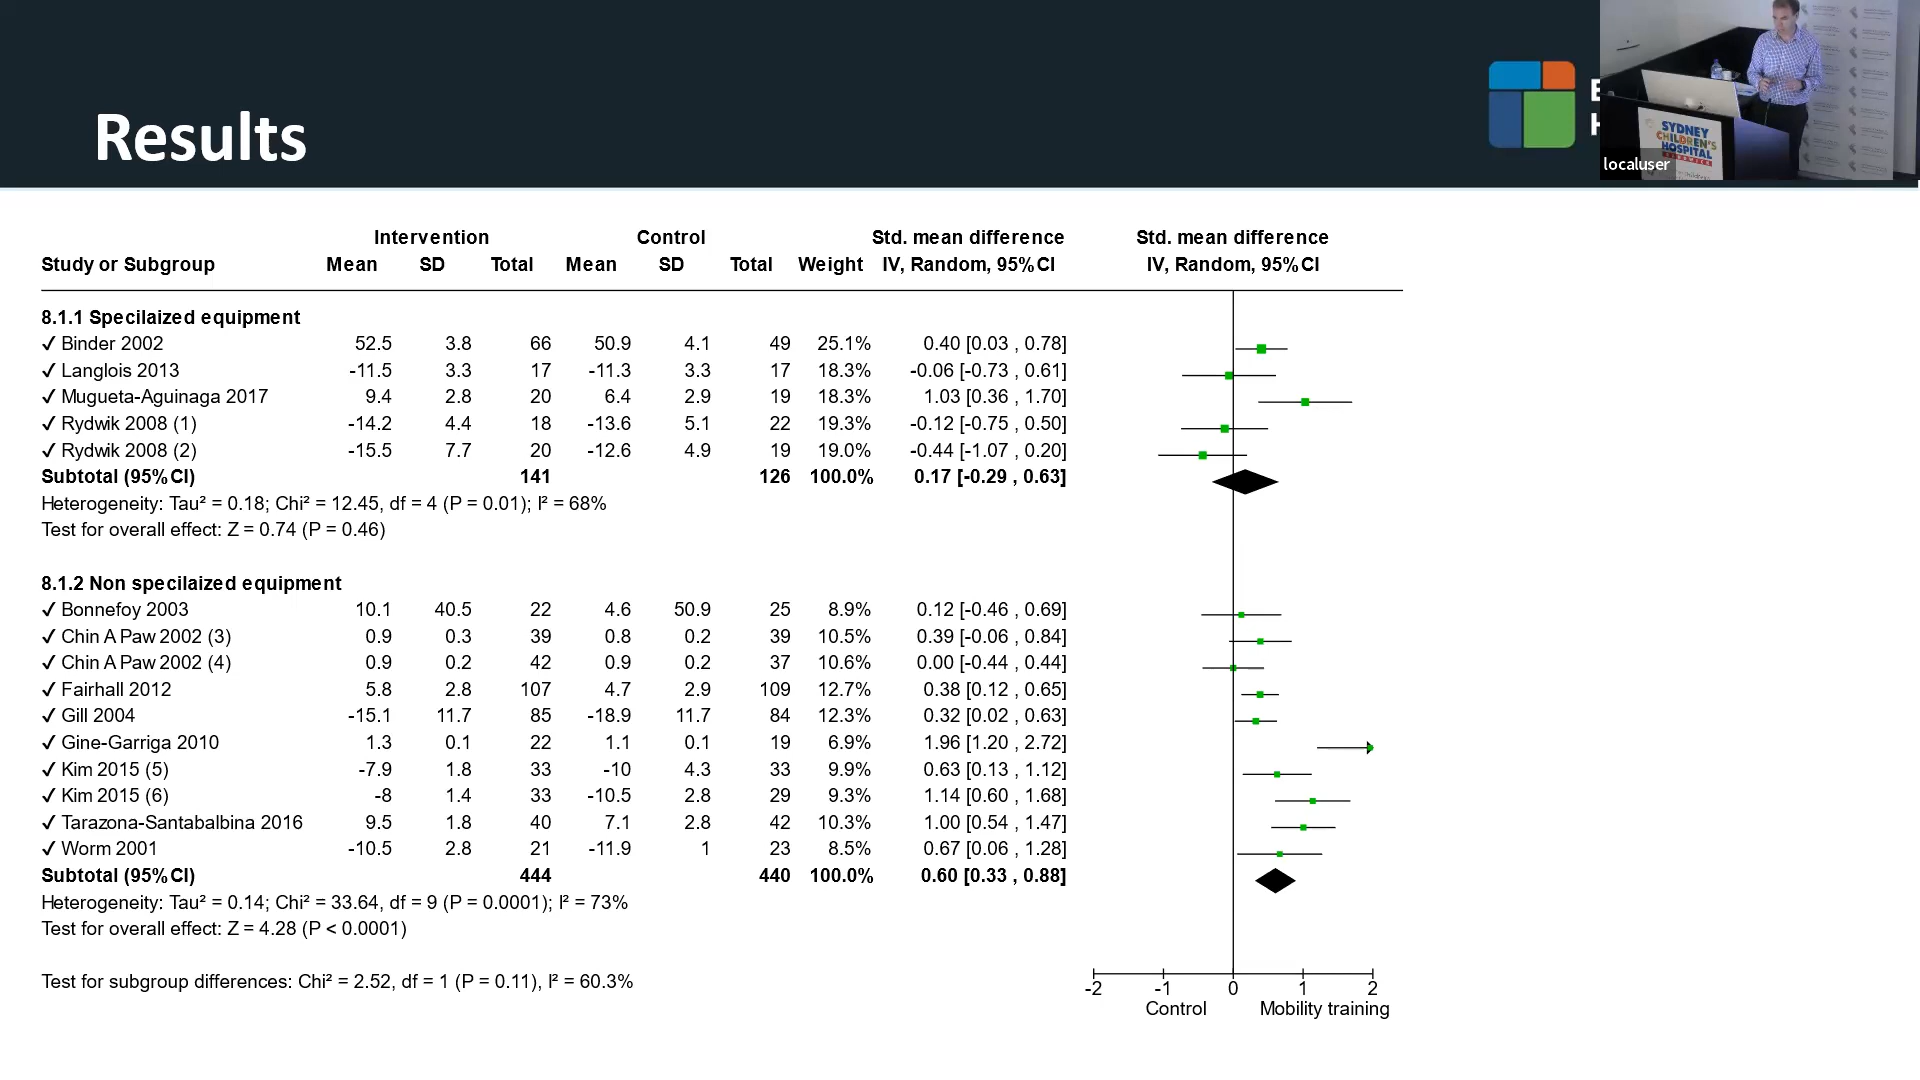 Results
E
H
SYDNEY
CHILDREN'S
HOSPITAL
localuser
Intervention Control Std. mean difference Std. mean difference
Study or Subgroup Mean SD Total Mean SD Total Weight IV, Random, 95%CI IV, Random, 95%CI
8.1.1 Specilaized equipment
✓ Binder 2002 52.5 3.8 66 50.9 4.1 49 25.1% 0.40 [0.03 , 0.78]
✓ Langlois 2013 -11.5 3.3 17 -11.3 3.3 17 18.3% -0.06 [-0.73 , 0.61]
✓ Mugueta-Aguinaga 2017 9.4 2.8 20 6.4 2.9 19 18.3% 1.03 [0.36 , 1.70]
✓ Rydwik 2008 (1) -14.2 4.4 18 -13.6 5.1 22 19.3% -0.12 [-0.75 , 0.50]
✓ Rydwik 2008 (2) -15.5 7.7 20 -12.6 4.9 19 19.0% -0.44 [-1.07 , 0.20]
Subtotal (95%CI) 141 126 100.0% 0.17 [-0.29 , 0.63]
Heterogeneity: Tau² = 0.18; Chi² = 12.45, df = 4 (P = 0.01); I² = 68%
Test for overall effect: Z = 0.74 (P = 0.46)
8.1.2 Non specilaized equipment
✓ Bonnefoy 2003 10.1 40.5 22 4.6 50.9 25 8.9% 0.12 [-0.46 , 0.69]
✓ Chin A Paw 2002 (3) 0.9 0.3 39 0.8 0.2 39 10.5% 0.39 [-0.06 , 0.84]
✓ Chin A Paw 2002 (4) 0.9 0.2 42 0.9 0.2 37 10.6% 0.00 [-0.44 , 0.44]
✓ Fairhall 2012 5.8 2.8 107 4.7 2.9 109 12.7% 0.38 [0.12 , 0.65]
✓ Gill 2004 -15.1 11.7 85 -18.9 11.7 84 12.3% 0.32 [0.02 , 0.63]
✓ Gine-Garriga 2010 1.3 0.1 22 1.1 0.1 19 6.9% 1.96 [1.20 , 2.72]
✓ Kim 2015 (5) -7.9 1.8 33 -10 4.3 33 9.9% 0.63 [0.13 , 1.12]
✓ Kim 2015 (6) -8 1.4 33 -10.5 2.8 29 9.3% 1.14 [0.60 , 1.68]
✓ Tarazona-Santabalbina 2016 9.5 1.8 40 7.1 2.8 42 10.3% 1.00 [0.54 , 1.47]
✓ Worm 2001 -10.5 2.8 21 -11.9 1 23 8.5% 0.67 [0.06 , 1.28]
Subtotal (95%CI) 444 440 100.0% 0.60 [0.33 , 0.88]
Heterogeneity: Tau² = 0.14; Chi² = 33.64, df = 9 (P = 0.0001); I² = 73%
Test for overall effect: Z = 4.28 (P < 0.0001)
Test for subgroup differences: Chi² = 2.52, df = 1 (P = 0.11), I² = 60.3%
-2 -1 0 1 2
Control Mobility training